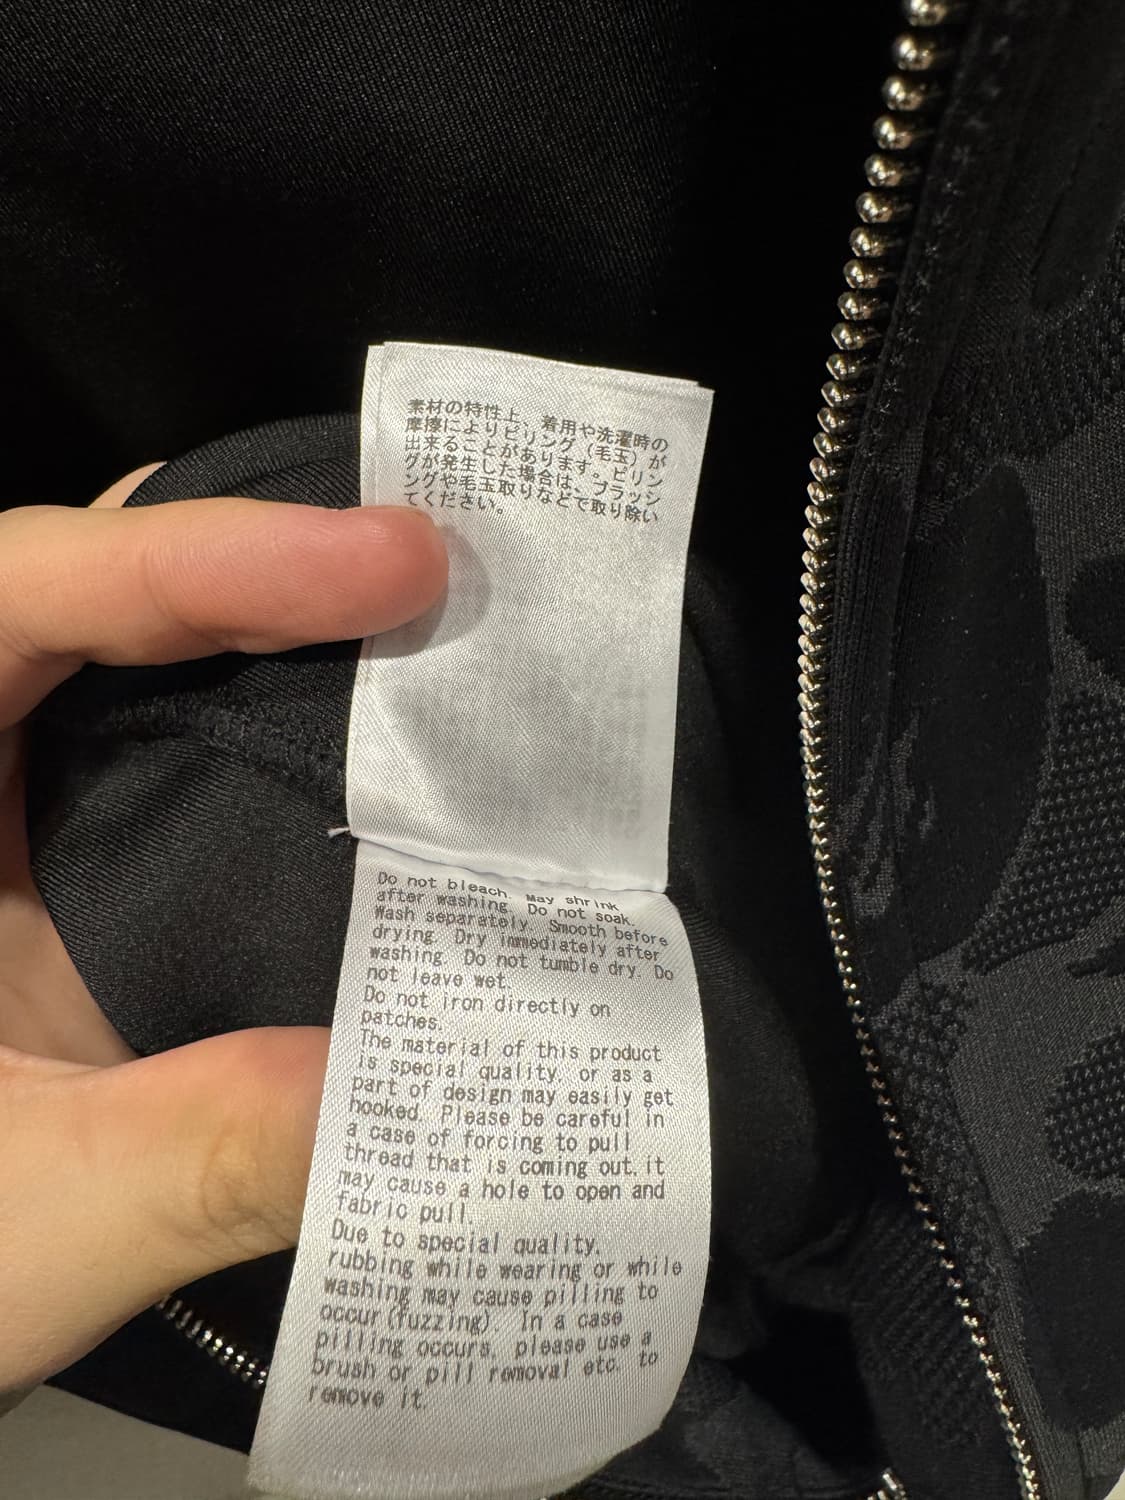 素材の特性上、着用や洗濯時の
摩擦によりピリング（毛玉）が
出来ることがあります。ピリン
グが発生した場合は、ブラッシ
ングや毛玉取りなどで取り除い
てください。
Do not bleach. May shrink
after washing. Do not soak.
Wash separately. Smooth before
drying. Dry immediately after
washing. Do not tumble dry. Do
not leave wet.
Do not iron directly on
patches.
The material of this product
is special quality, or as a
part of design may easily get
hooked. Please be careful in
a case of forcing to pull
thread that is coming out, it
may cause a hole to open and
fabric pull.
Due to special quality,
rubbing while wearing or while
washing may cause pilling to
occur(fuzzing). In a case
pilling occurs, please use a
brush or pill removal etc. to
remove it.